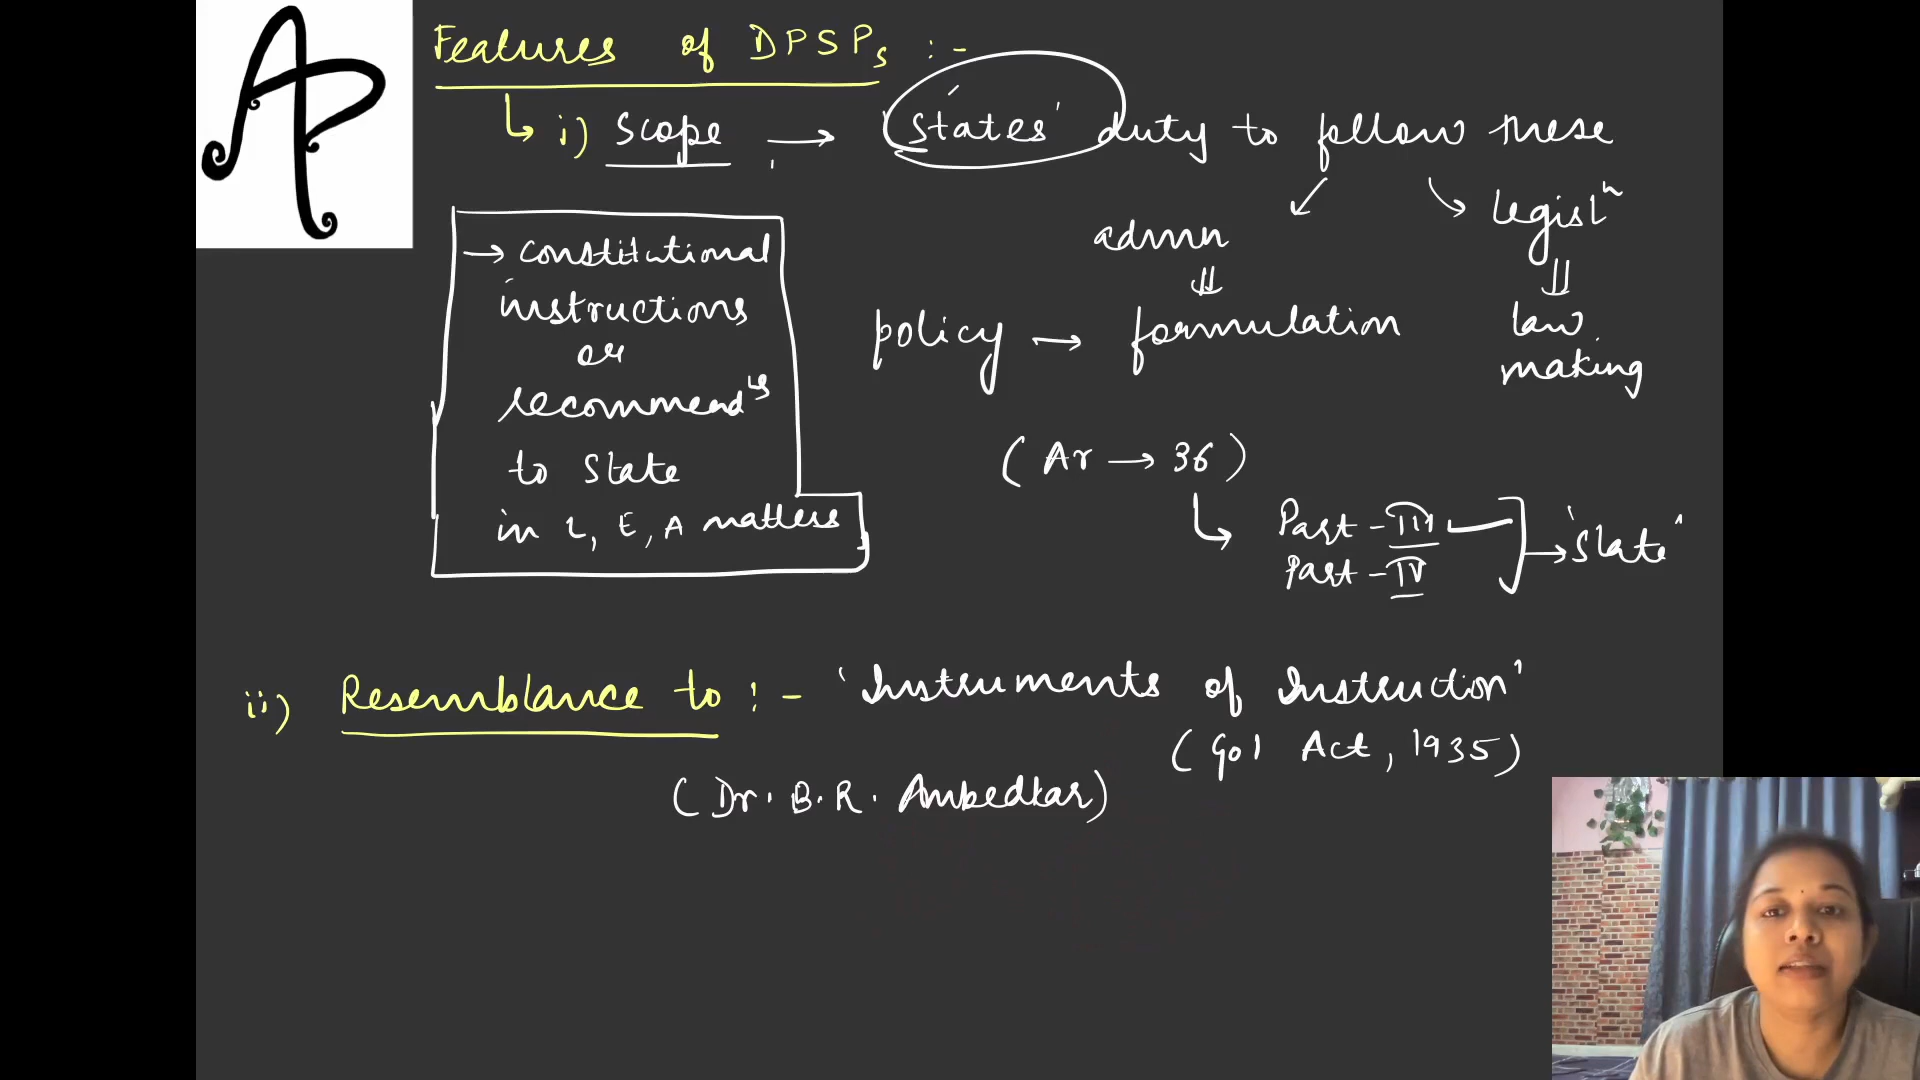 AP
Features of DPSPs :-
i) Scope → 'States' duty to follow these
admn
legisln
→ constitutional
instructions
or
recommendns
to State
in L, E, A matters
policy → formulation
law
making
(Ar → 36)
Part - III
Part - IV
→ 'State'
ii) Resemblance to :- 'Instruments of Instruction'
(GoI Act, 1935)
(Dr. B.R. Ambedkar)